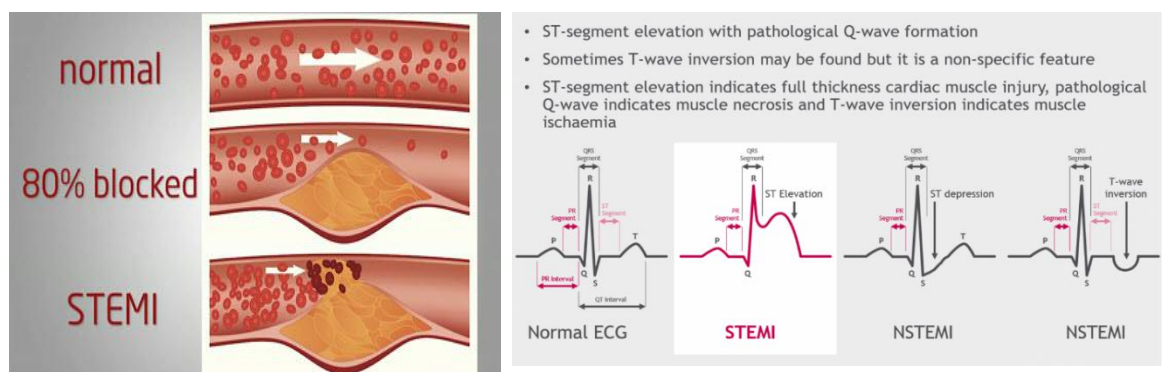 normal
80% blocked
STEMI
• ST-segment elevation with pathological Q-wave formation
• Sometimes T-wave inversion may be found but it is a non-specific feature
• ST-segment elevation indicates full thickness cardiac muscle injury, pathological
Q-wave indicates muscle necrosis and T-wave inversion indicates muscle
ischaemia
QRS
Segment
R
PR
Segment
ST
Segment
P
T
Q
S
PR Interval
QT Interval
Normal ECG
QRS
Segment
R
ST Elevation
PR
Segment
P
Q
STEMI
QRS
Segment
R
ST depression
PR
Segment
P
T
Q
S
NSTEMI
QRS
Segment
R
T-wave
inversion
PR
Segment
ST
Segment
P
Q
S
NSTEMI